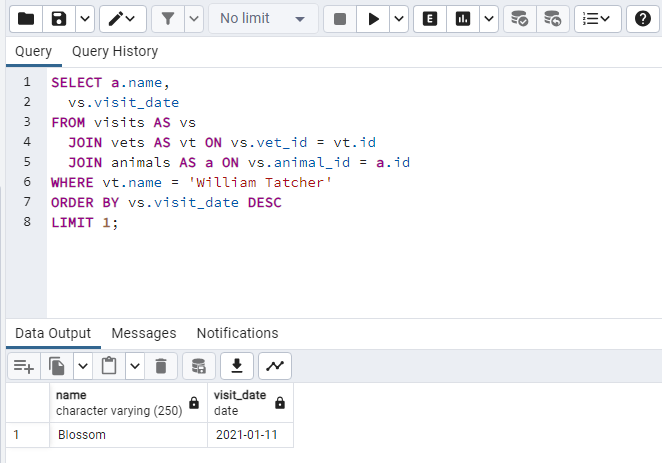 No limit
E
Query Query History
1 SELECT a.name,
2 vs.visit_date
3 FROM visits AS vs
4 JOIN vets AS vt ON vs.vet_id = vt.id
5 JOIN animals AS a ON vs.animal_id = a.id
6 WHERE vt.name = 'William Tatcher'
7 ORDER BY vs.visit_date DESC
8 LIMIT 1;
Data Output Messages Notifications
name visit_date
character varying (250) date
1 Blossom 2021-01-11